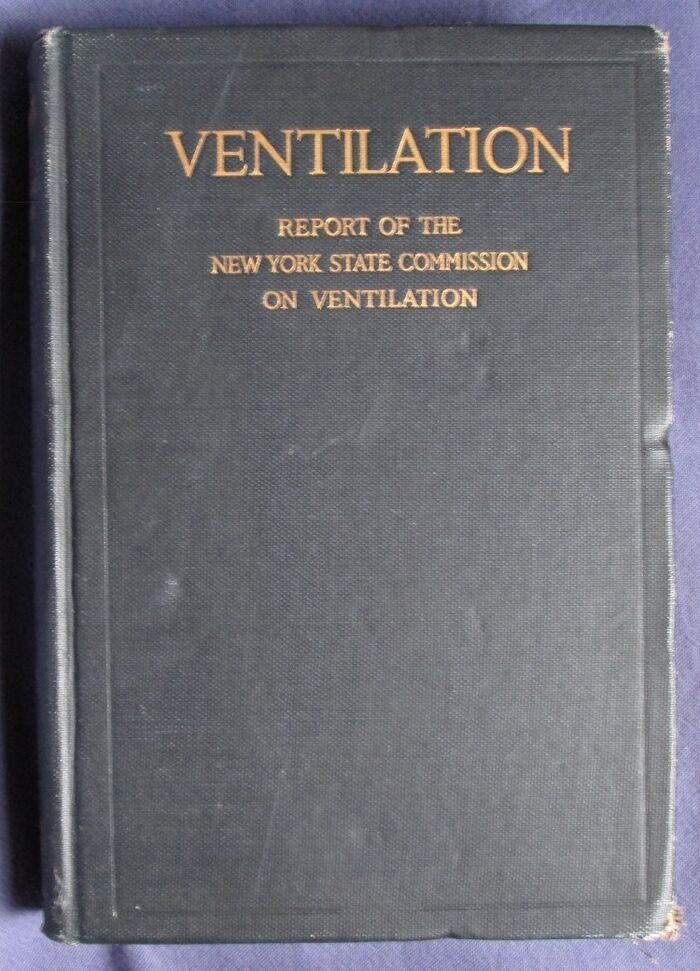 VENTILATION
REPORT OF THE
NEW YORK STATE COMMISSION
ON VENTILATION